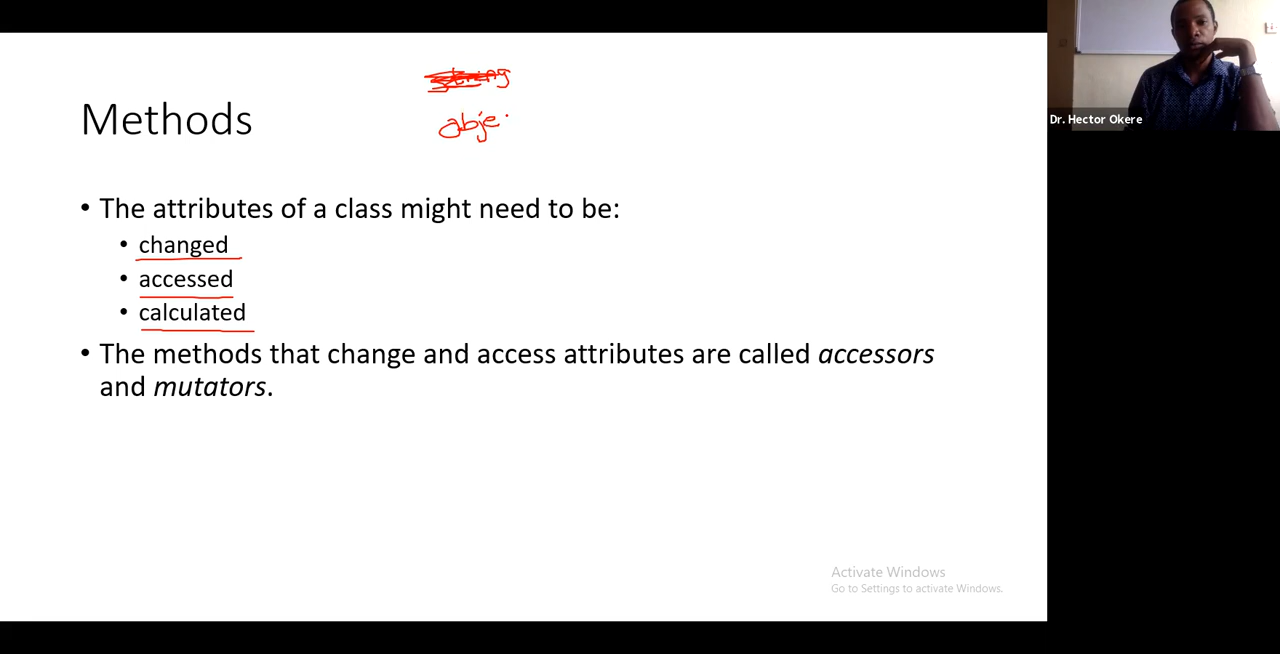 Methods
• The attributes of a class might need to be:
• changed
• accessed
• calculated
• The methods that change and access attributes are called accessors
and mutators.
Dr. Hector Okere
Activate Windows
Go to Settings to activate Windows.